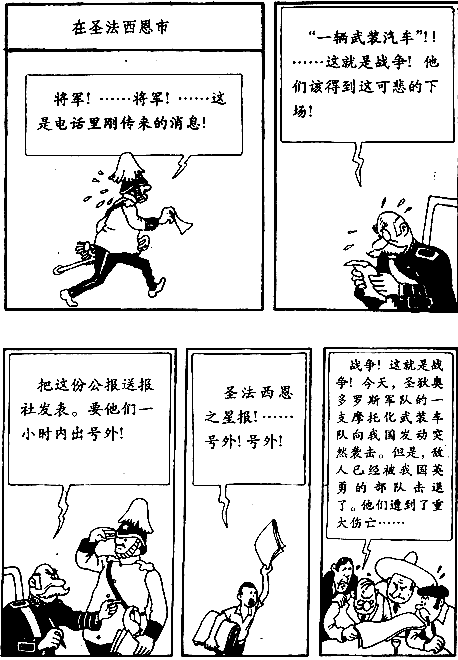 在圣法西恩市
将军！……将军！……这
是电话里刚传来的消息！
“一辆武装汽车”！！
……这就是战争！他
们该得到这可悲的下
场！
把这份公报送报
社发表。要他们一
小时内出号外！
圣法西恩
之星报！……
号外！号外！
战争！这就是战
争！今天，圣狄奥
多罗斯军队的一
支摩托化武装车
队向我国发动突
然袭击。但是，敌
人已经被我国英
勇的部队击退
了。他们遭到了重
大伤亡……